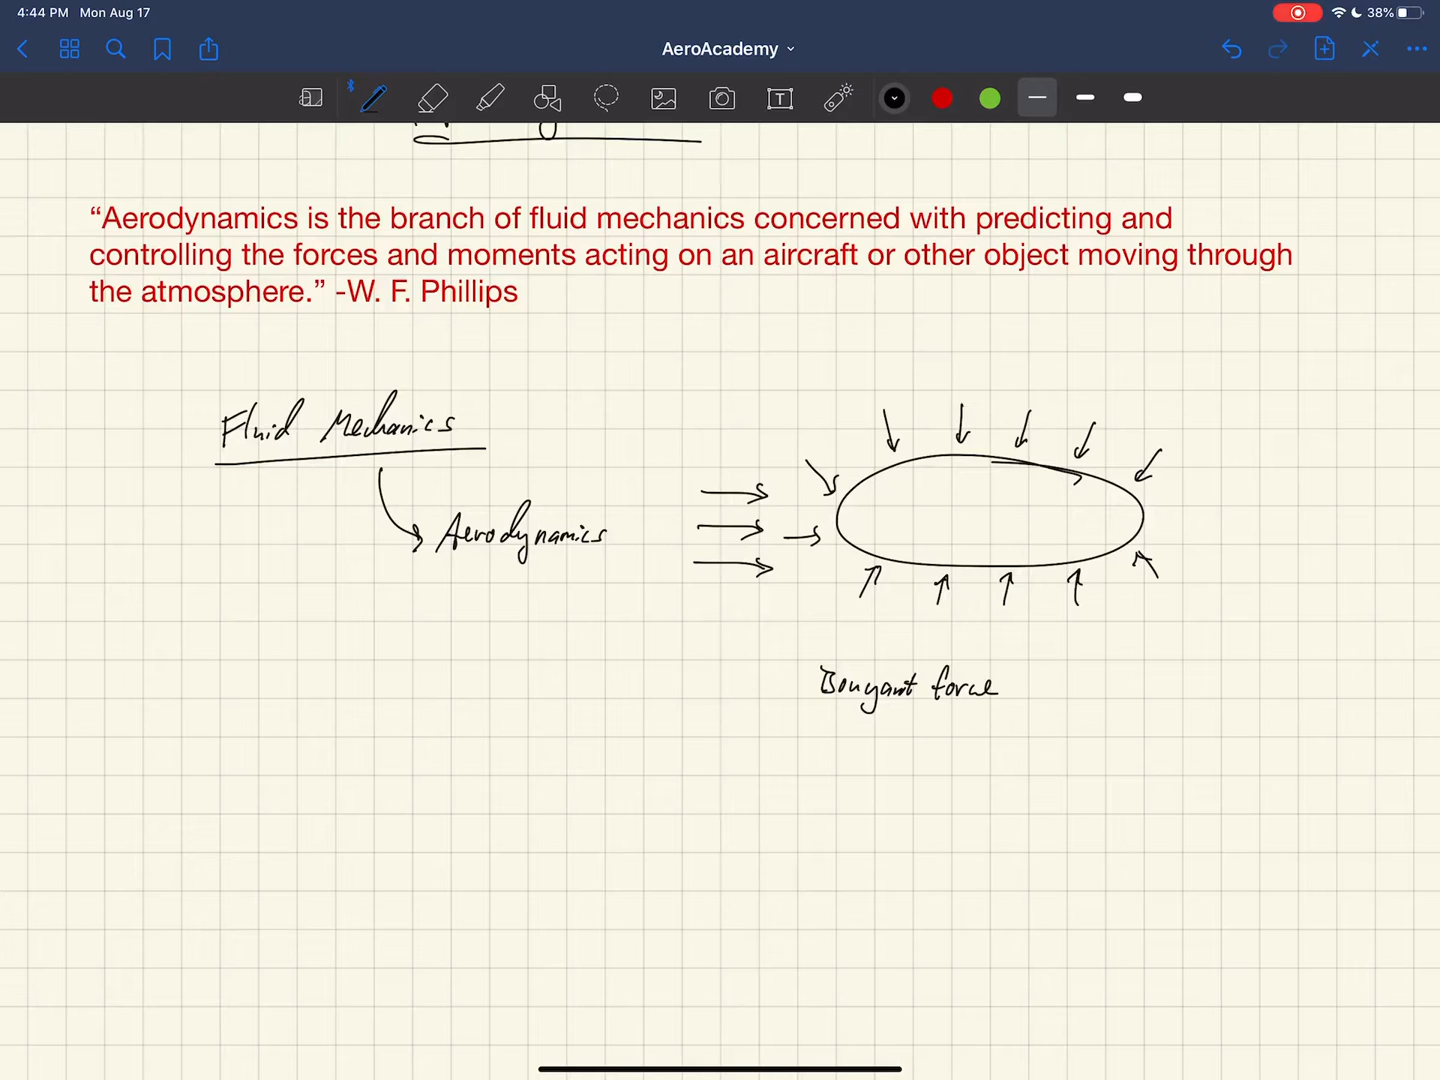 4:44 PM Mon Aug 17
38%
AeroAcademy
T
“Aerodynamics is the branch of fluid mechanics concerned with predicting and
controlling the forces and moments acting on an aircraft or other object moving through
the atmosphere.” -W. F. Phillips
Fluid Mechanics
Aerodynamics
Bouyant force